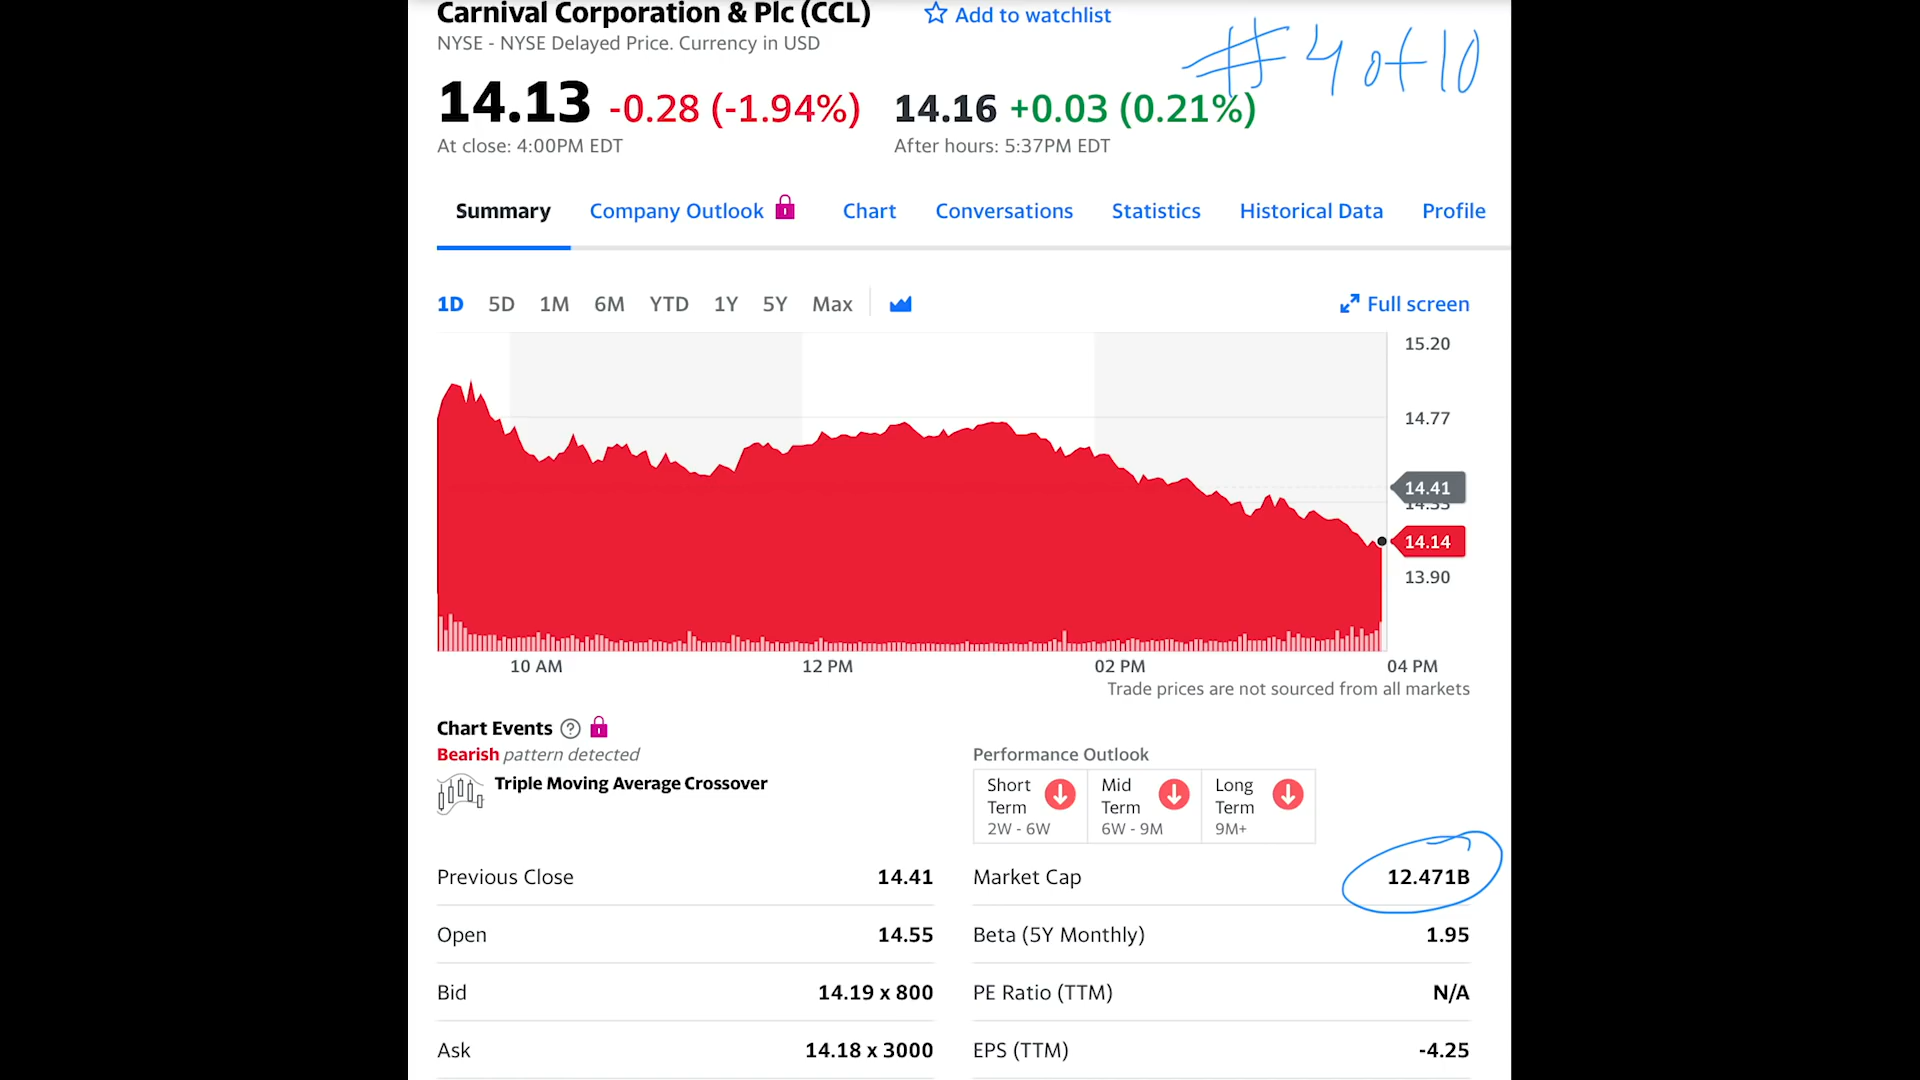 Carnival Corporation & Plc (CCL)
Add to watchlist
NYSE - NYSE Delayed Price. Currency in USD
#4 of 10
14.13 -0.28 (-1.94%)
14.16 +0.03 (0.21%)
At close: 4:00PM EDT
After hours: 5:37PM EDT
Summary Company Outlook Chart Conversations Statistics Historical Data Profile
1D 5D 1M 6M YTD 1Y 5Y Max
Full screen
15.20
14.77
14.41
14.33
14.14
13.90
10 AM 12 PM 02 PM 04 PM
Trade prices are not sourced from all markets
Chart Events ?
Bearish pattern detected
Triple Moving Average Crossover
Performance Outlook
Short Term 2W - 6W
Mid Term 6W - 9M
Long Term 9M+
Previous Close 14.41
Market Cap 12.471B
Open 14.55
Beta (5Y Monthly) 1.95
Bid 14.19 x 800
PE Ratio (TTM) N/A
Ask 14.18 x 3000
EPS (TTM) -4.25